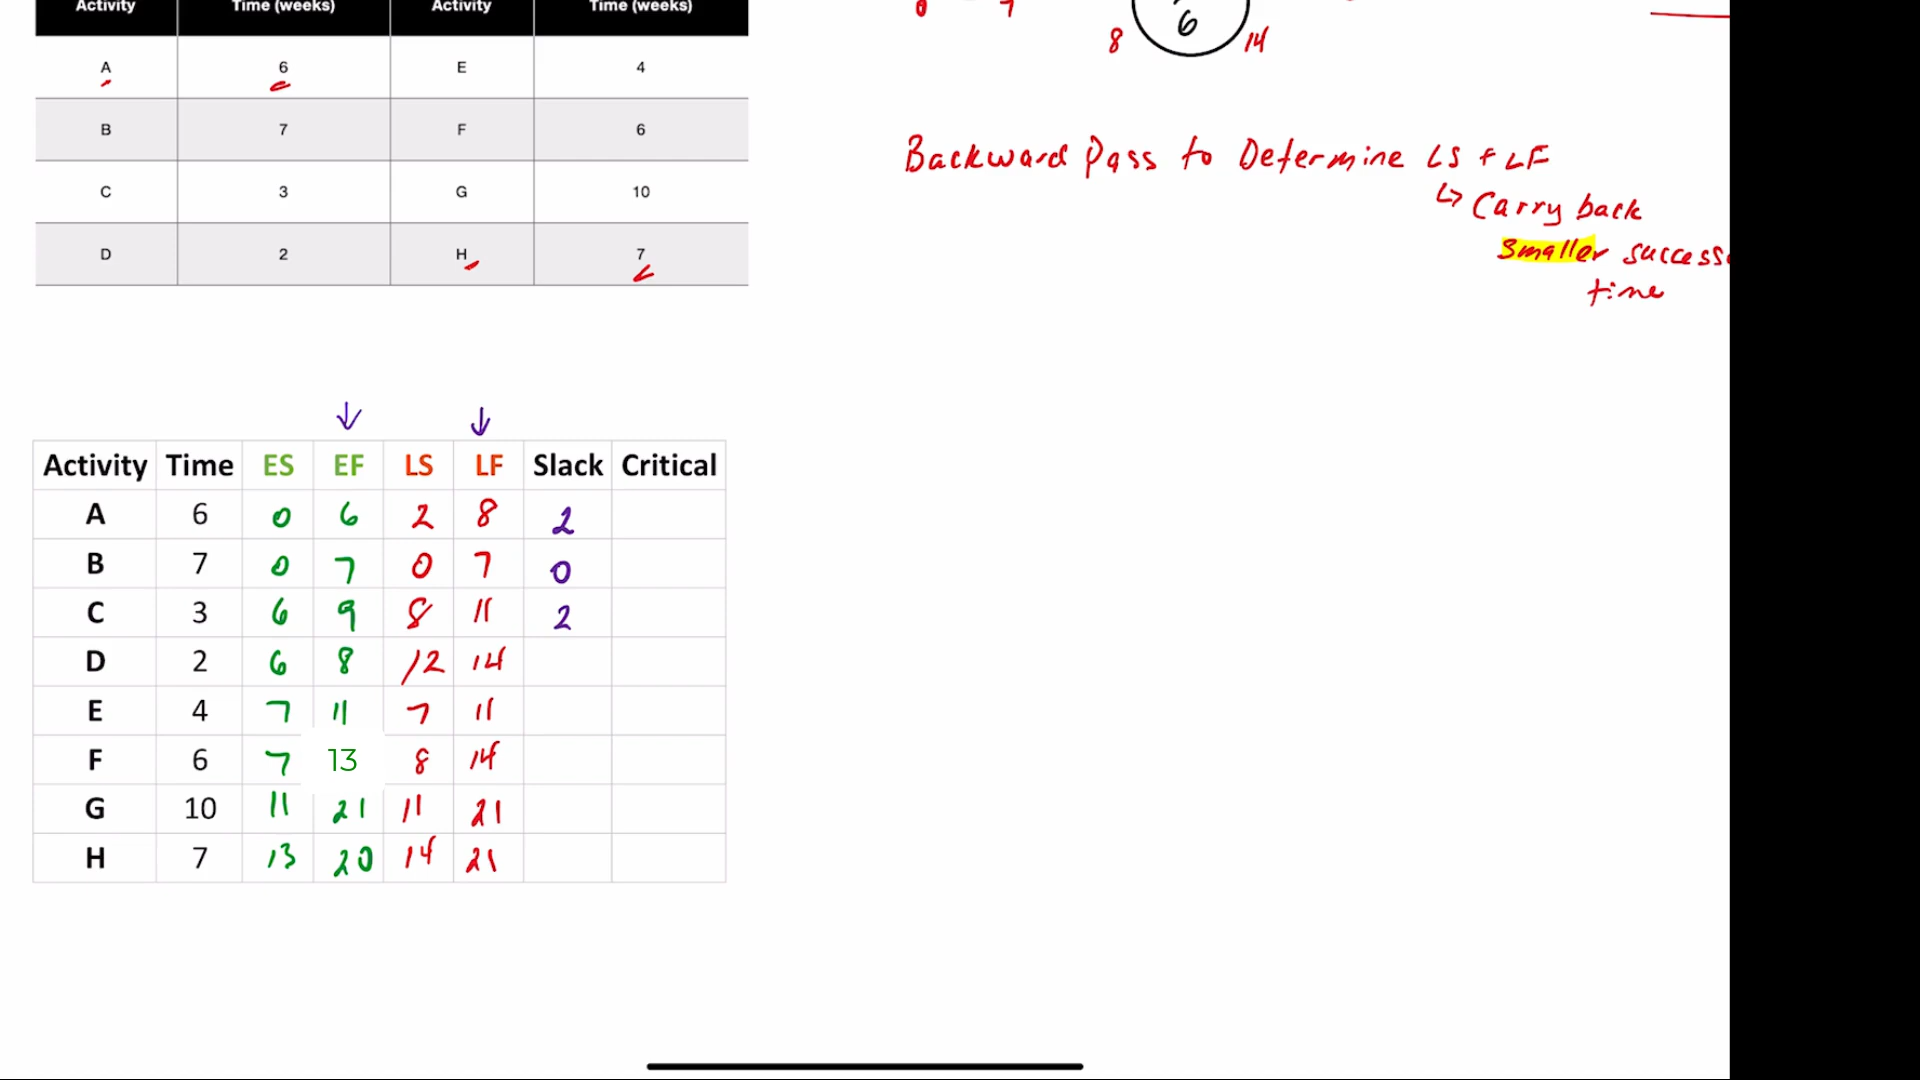 Activity Time (weeks) Activity Time (weeks)
A 6 E 4
B 7 F 6
C 3 G 10
D 2 H 7
7
6
8 14
Backward Pass to Determine LS + LF
↳ Carry back
smaller success
time
Activity Time ES EF LS LF Slack Critical
A 6 0 6 2 8 2
B 7 0 7 0 7 0
C 3 6 9 8 11 2
D 2 6 8 12 14
E 4 7 11 7 11
F 6 7 13 8 14
G 10 11 21 11 21
H 7 13 20 14 21